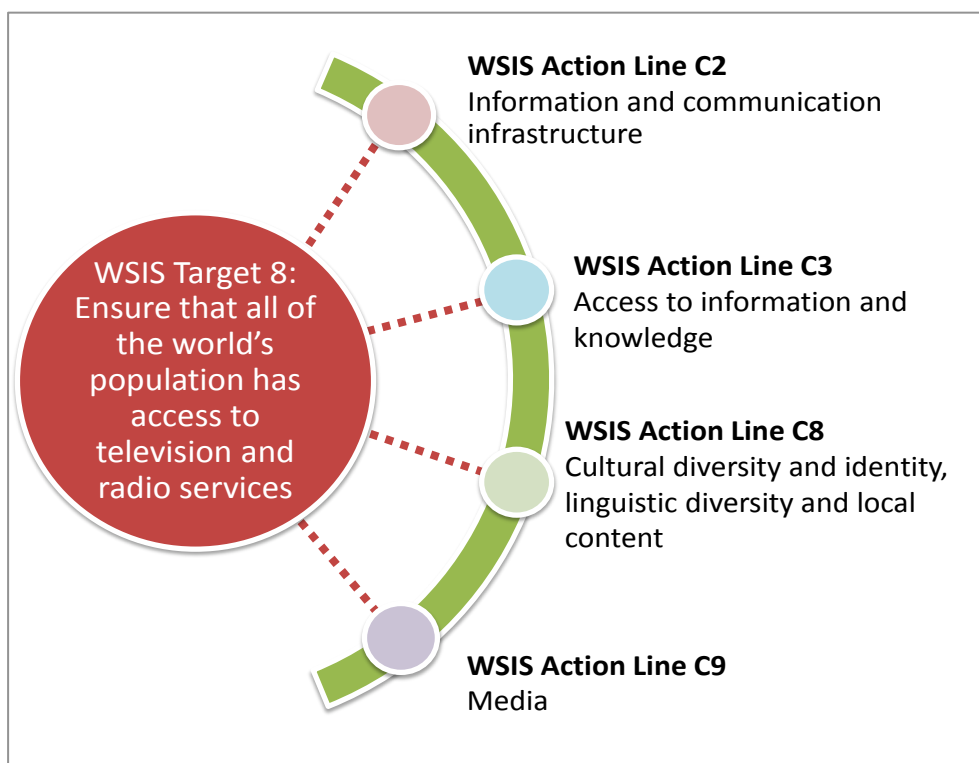 WSIS Target 8:
Ensure that all of
the world’s
population has
access to
television and
radio services
WSIS Action Line C2
Information and communication
infrastructure
WSIS Action Line C3
Access to information and
knowledge
WSIS Action Line C8
Cultural diversity and identity,
linguistic diversity and local
content
WSIS Action Line C9
Media